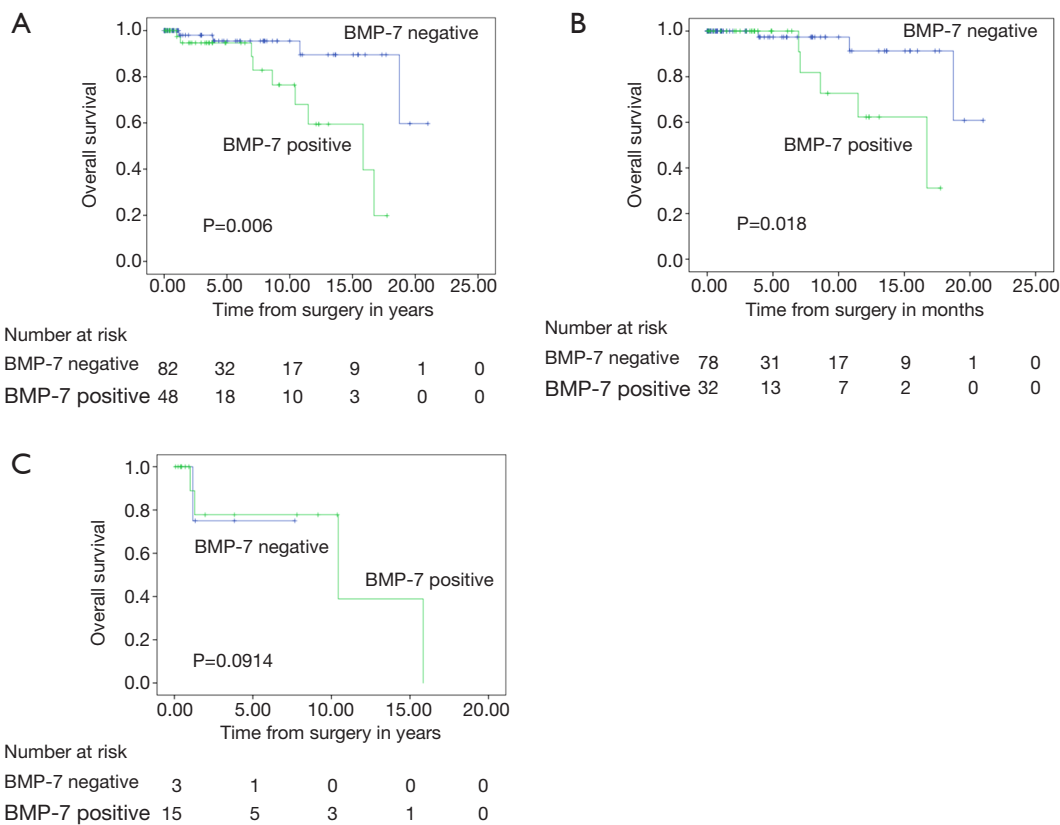 A
1.0
0.8
0.6
0.4
0.2
0.0
Overall survival
BMP-7 negative
BMP-7 positive
P=0.006
0.00 5.00 10.00 15.00 20.00 25.00
Time from surgery in years
Number at risk
BMP-7 negative 82 32 17 9 1 0
BMP-7 positive 48 18 10 3 0 0
B
1.0
0.8
0.6
0.4
0.2
0.0
Overall survival
BMP-7 negative
BMP-7 positive
P=0.018
0.00 5.00 10.00 15.00 20.00 25.00
Time from surgery in months
Number at risk
BMP-7 negative 78 31 17 9 1 0
BMP-7 positive 32 13 7 2 0 0
C
1.0
0.8
0.6
0.4
0.2
0.0
Overall survival
BMP-7 negative
BMP-7 positive
P=0.0914
0.00 5.00 10.00 15.00 20.00
Time from surgery in years
Number at risk
BMP-7 negative 3 1 0 0 0
BMP-7 positive 15 5 3 1 0